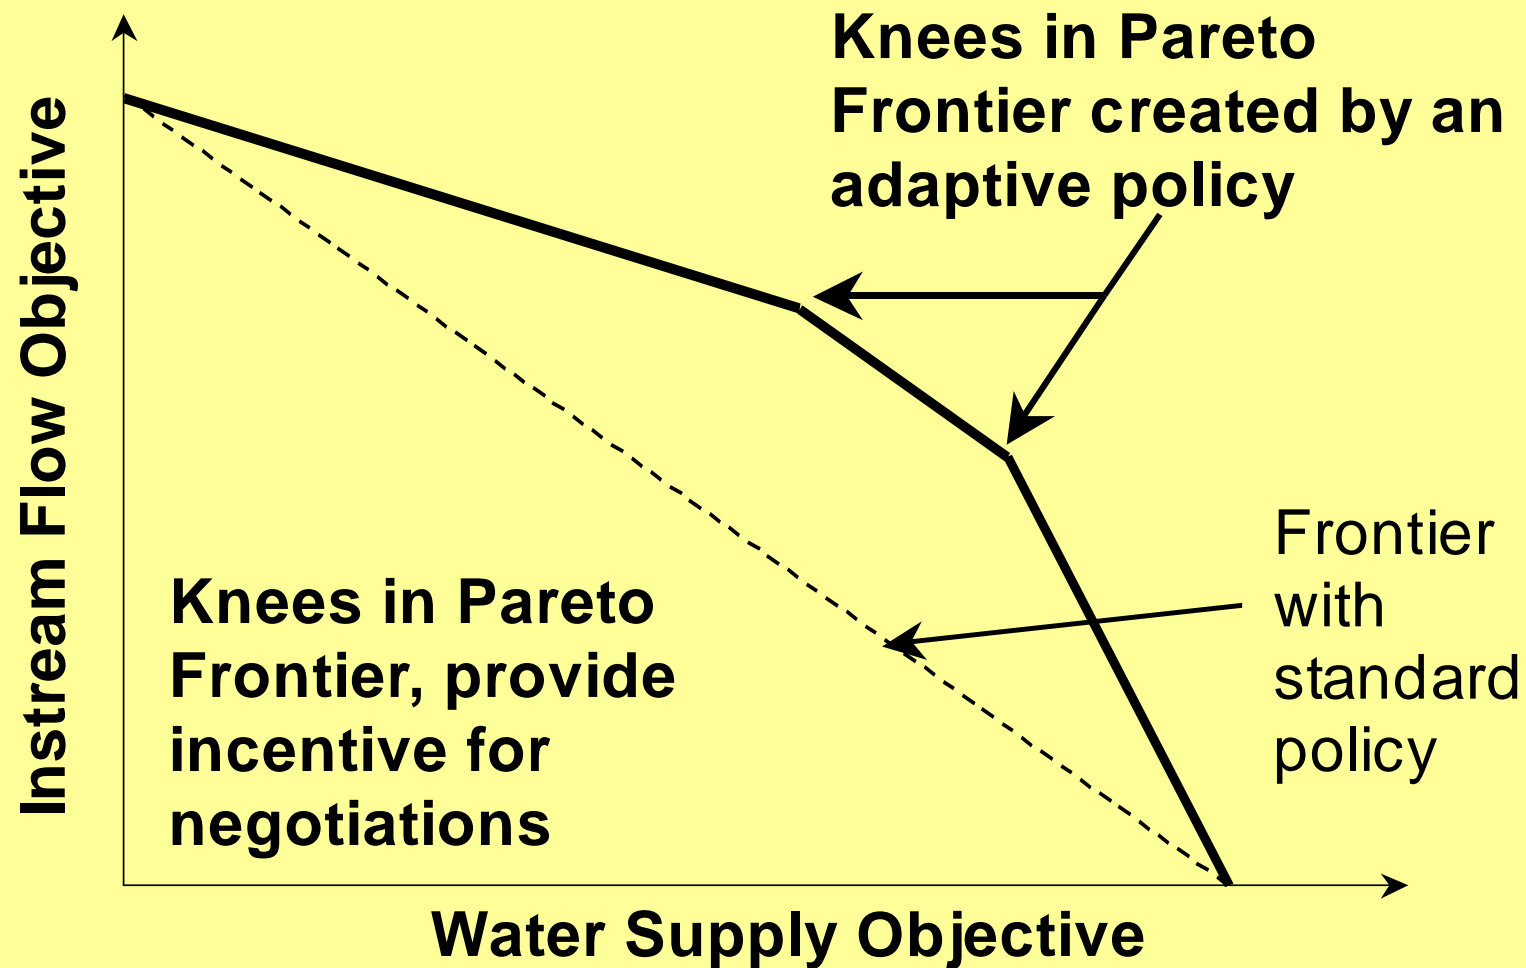 Knees in Pareto
Frontier created by an
adaptive policy
Instream Flow Objective
Frontier
with
standard
policy
Knees in Pareto
Frontier, provide
incentive for
negotiations
Water Supply Objective